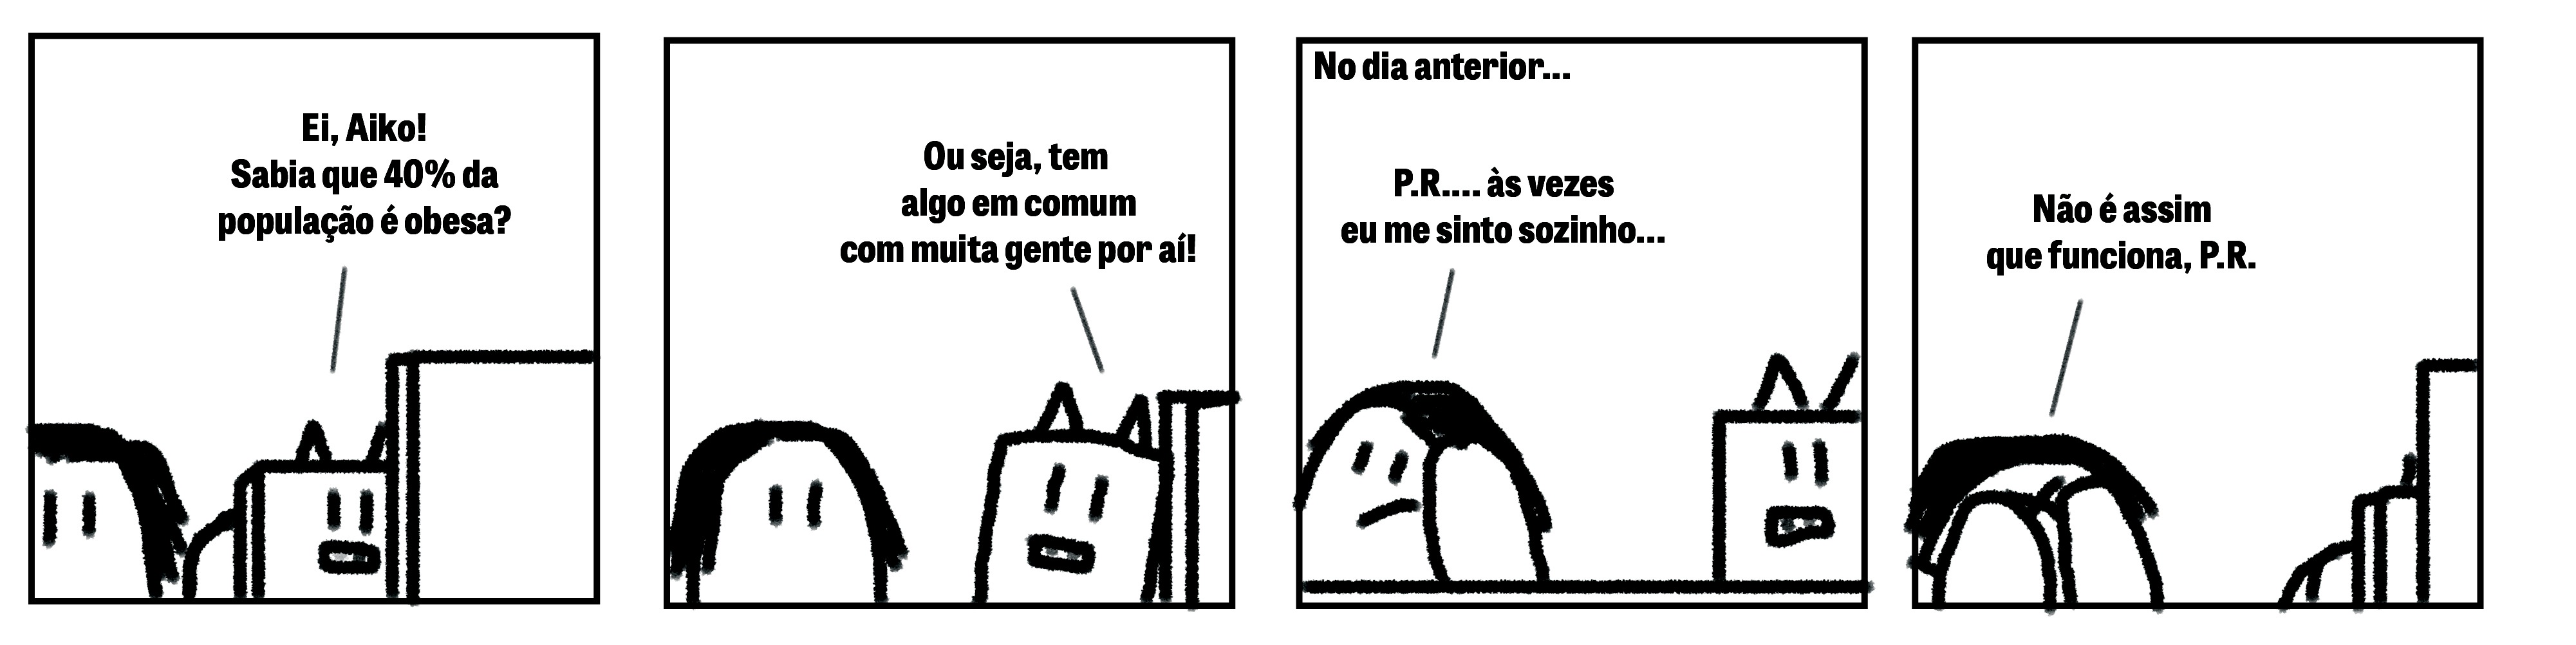 Ei, Aiko!
Sabia que 40% da
população é obesa?
Ou seja, tem
algo em comum
com muita gente por aí!
No dia anterior...
P.R.... às vezes
eu me sinto sozinho...
Não é assim
que funciona, P.R.